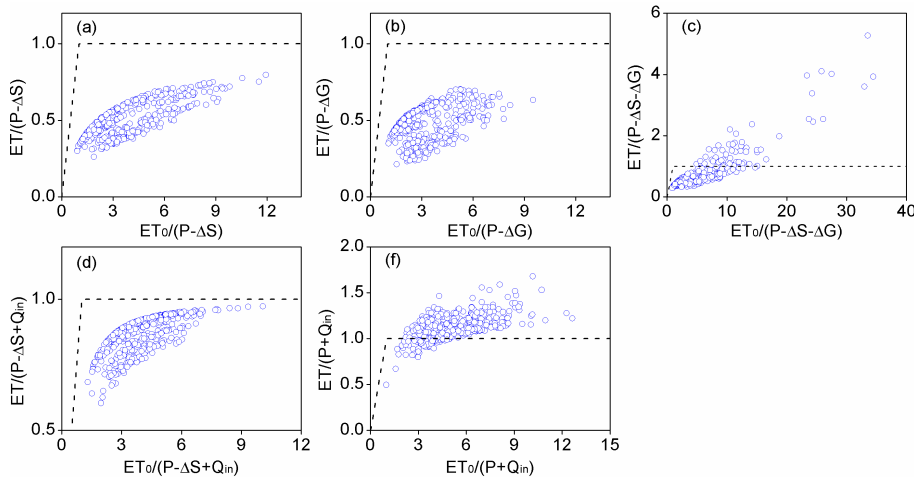 (a)
ET/(P-ΔS)
1.0
0.5
0.0
0 3 6 9 12
ET₀/(P-ΔS)
(b)
ET/(P-ΔG)
1.0
0.5
0.0
0 3 6 9 12
ET₀/(P-ΔG)
(c)
ET/(P-ΔS-ΔG)
6
4
2
0
0 10 20 30 40
ET₀/(P-ΔS-ΔG)
(d)
ET/(P-ΔS+Qin)
1.0
0.5
0 3 6 9 12
ET₀/(P-ΔS+Qin)
(f)
ET/(P+Qin)
2.0
1.5
1.0
0.5
0.0
0 3 6 9 12 15
ET₀/(P+Qin)